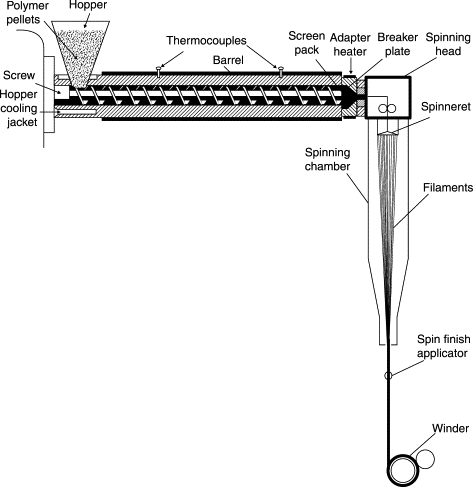 Polymer
pellets
Hopper
Thermocouples
Barrel
Screen
pack
Adapter
heater
Breaker
plate
Spinning
head
Screw
Hopper
cooling
jacket
Spinneret
Spinning
chamber
Filaments
Spin finish
applicator
Winder